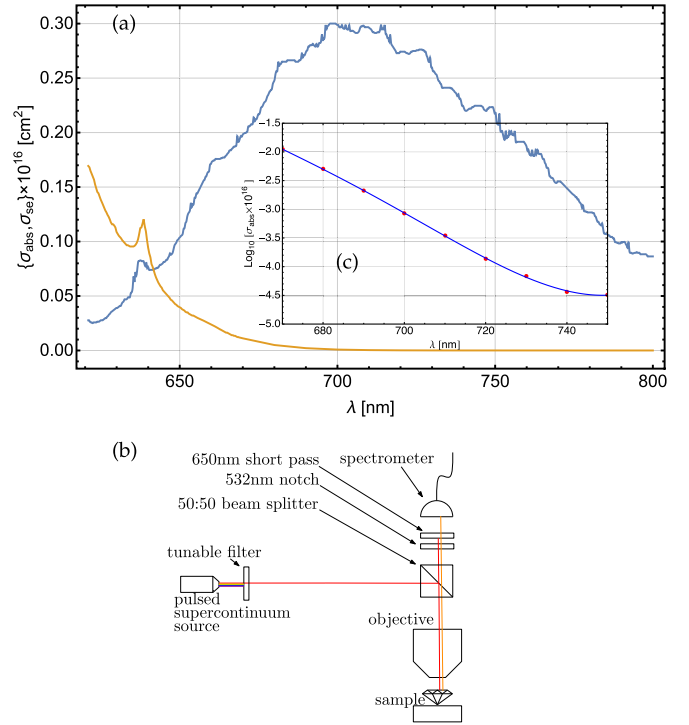 (a)
0.30
0.25
0.20
0.15
0.10
0.05
0.00
{σabs,σse}×10^16 [cm^2]
650
700
750
800
λ [nm]
-1.5
-2.0
-2.5
-3.0
-3.5
-4.0
-4.5
-5.0
Log10 [σabs×10^16]
(c)
680
700
720
740
λ [nm]
(b)
650nm short pass
spectrometer
532nm notch
50:50 beam splitter
tunable filter
pulsed
supercontinuum
source
objective
sample